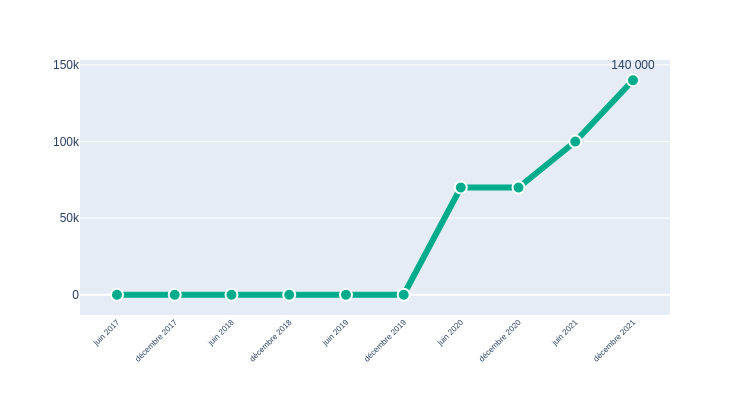 150k
140 000
100k
50k
0
juin 2017
décembre 2017
juin 2018
décembre 2018
juin 2019
décembre 2019
juin 2020
décembre 2020
juin 2021
décembre 2021